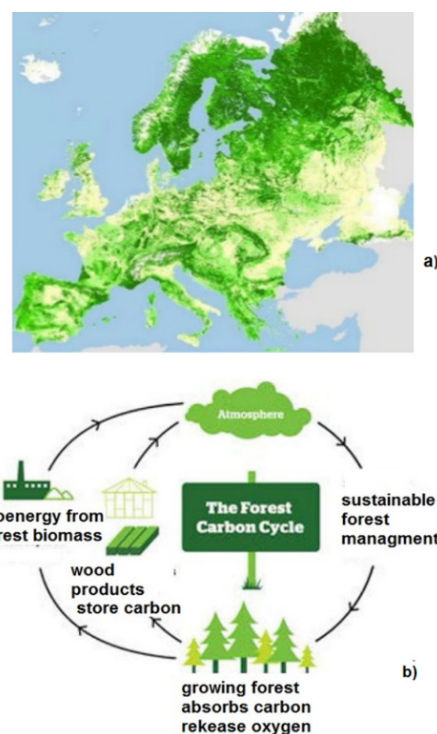 a)
Atmosphere
oenergy from
rest biomass
The Forest
Carbon Cycle
sustainable
forest
managment
wood
products
store carbon
growing forest
absorbs carbon
rekease oxygen
b)